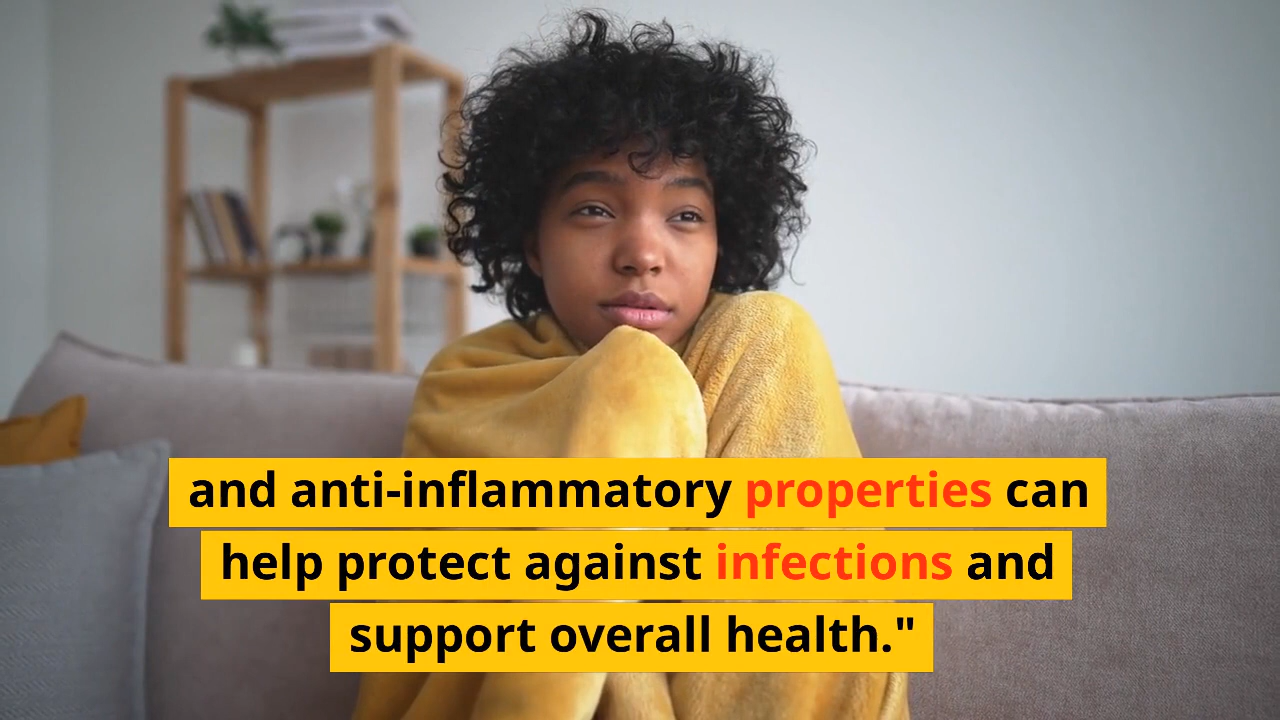 and anti-inflammatory properties can
help protect against infections and
support overall health."